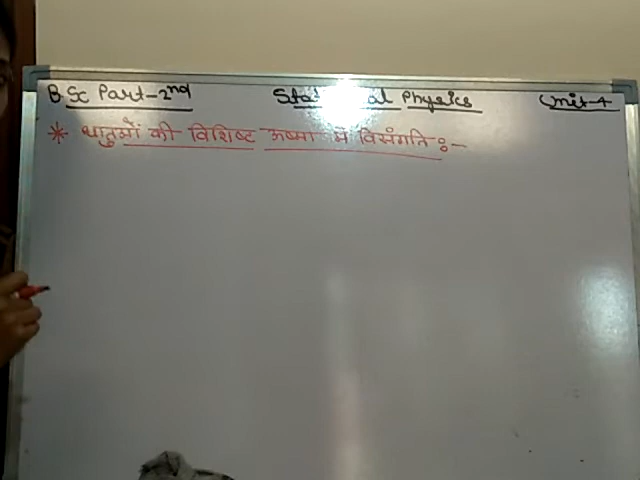 B.Sc Part-2nd Physics Unit-4
* धातुओं की विशिष्ट ऊष्मा में विसंगति :-